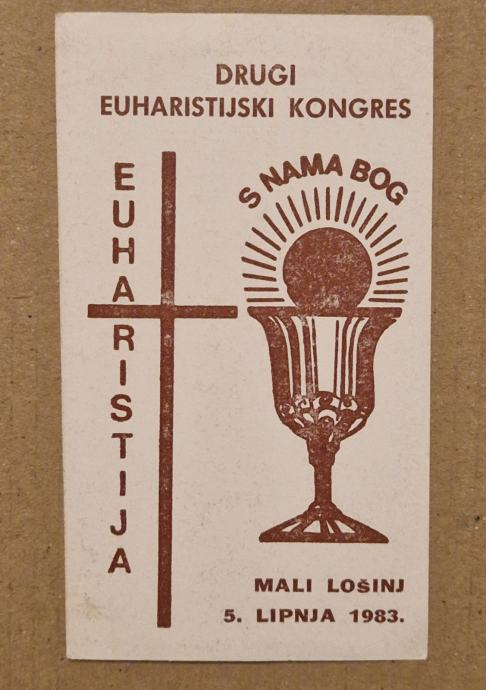 DRUGI
EUHARISTIJSKI KONGRES
EUHARISTIJA
S NAMA BOG
MALI LOŠINJ
5. LIPNJA 1983.